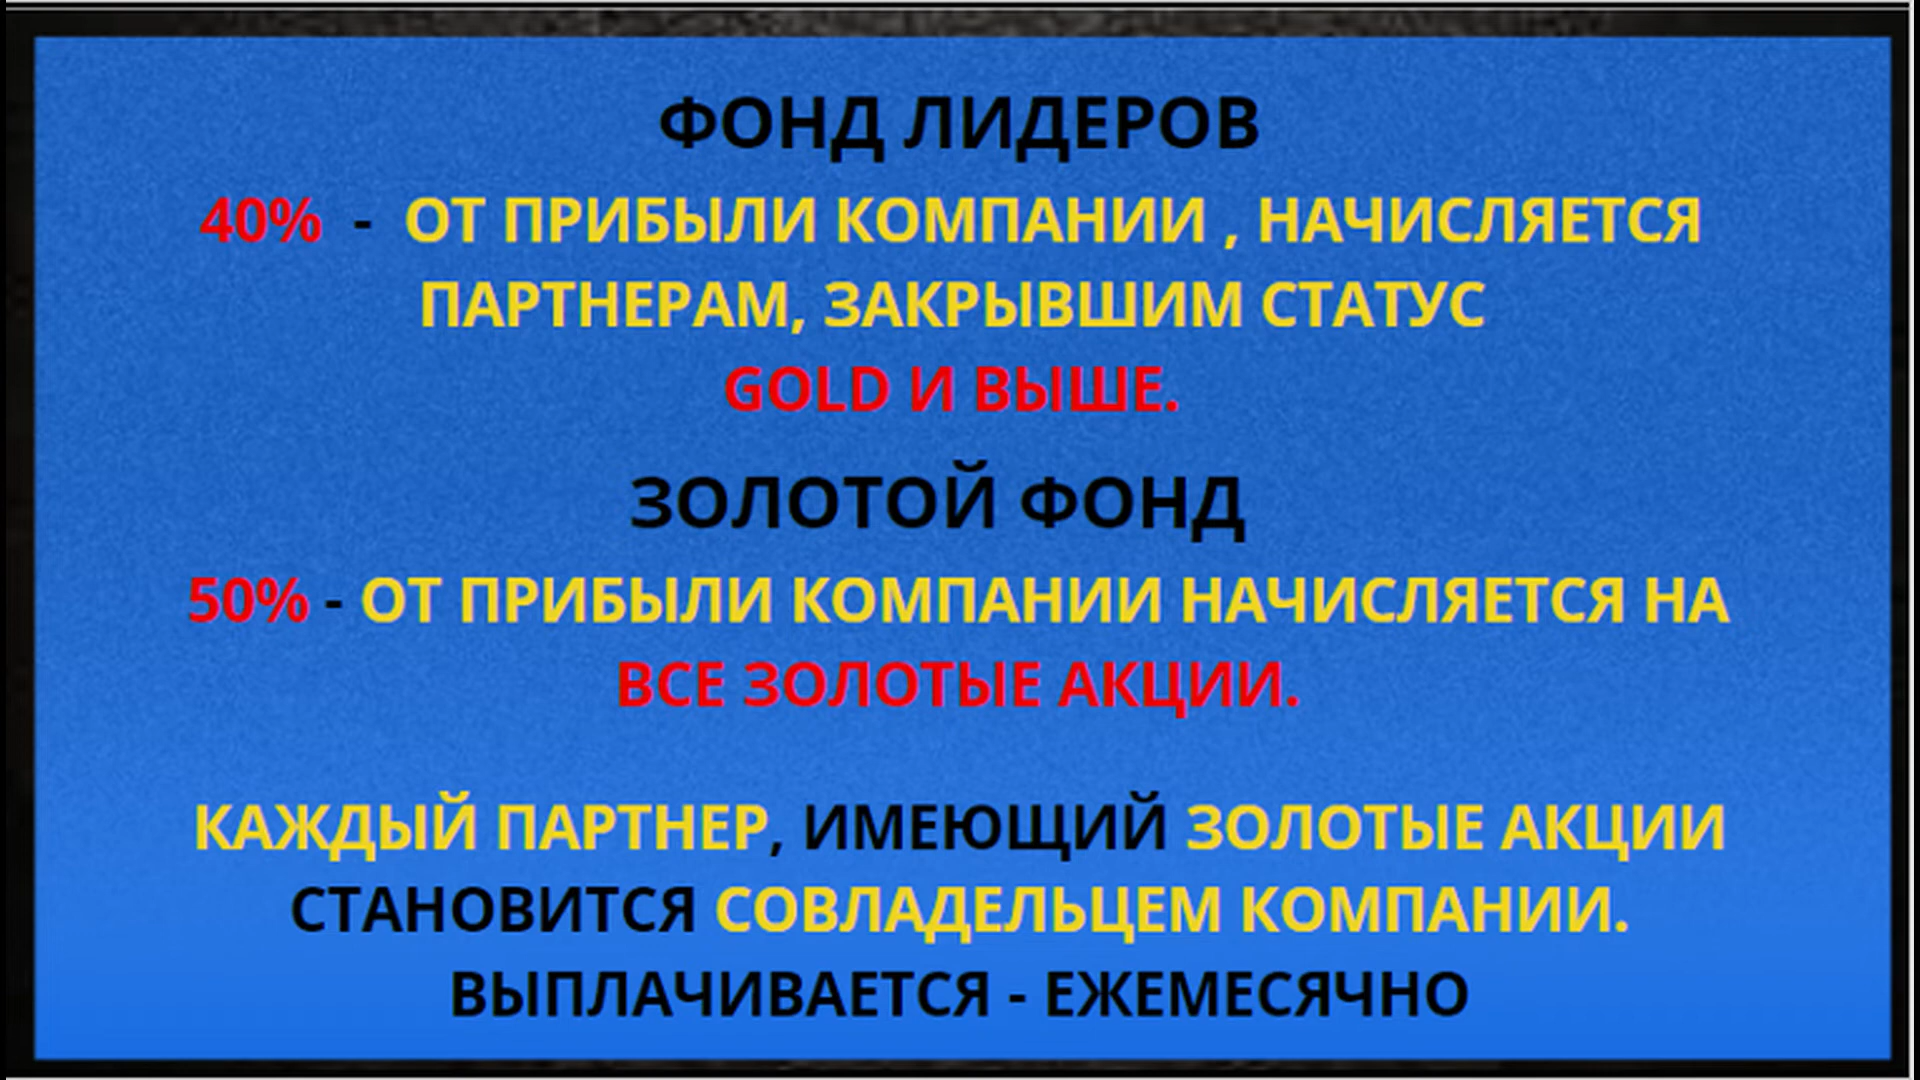 ФОНД ЛИДЕРОВ
40% - ОТ ПРИБЫЛИ КОМПАНИИ , НАЧИСЛЯЕТСЯ
ПАРТНЕРАМ, ЗАКРЫВШИМ СТАТУС
GOLD И ВЫШЕ.
ЗОЛОТОЙ ФОНД
50% - ОТ ПРИБЫЛИ КОМПАНИИ НАЧИСЛЯЕТСЯ НА
ВСЕ ЗОЛОТЫЕ АКЦИИ.
КАЖДЫЙ ПАРТНЕР, ИМЕЮЩИЙ ЗОЛОТЫЕ АКЦИИ
СТАНОВИТСЯ СОВЛАДЕЛЬЦЕМ КОМПАНИИ.
ВЫПЛАЧИВАЕТСЯ - ЕЖЕМЕСЯЧНО